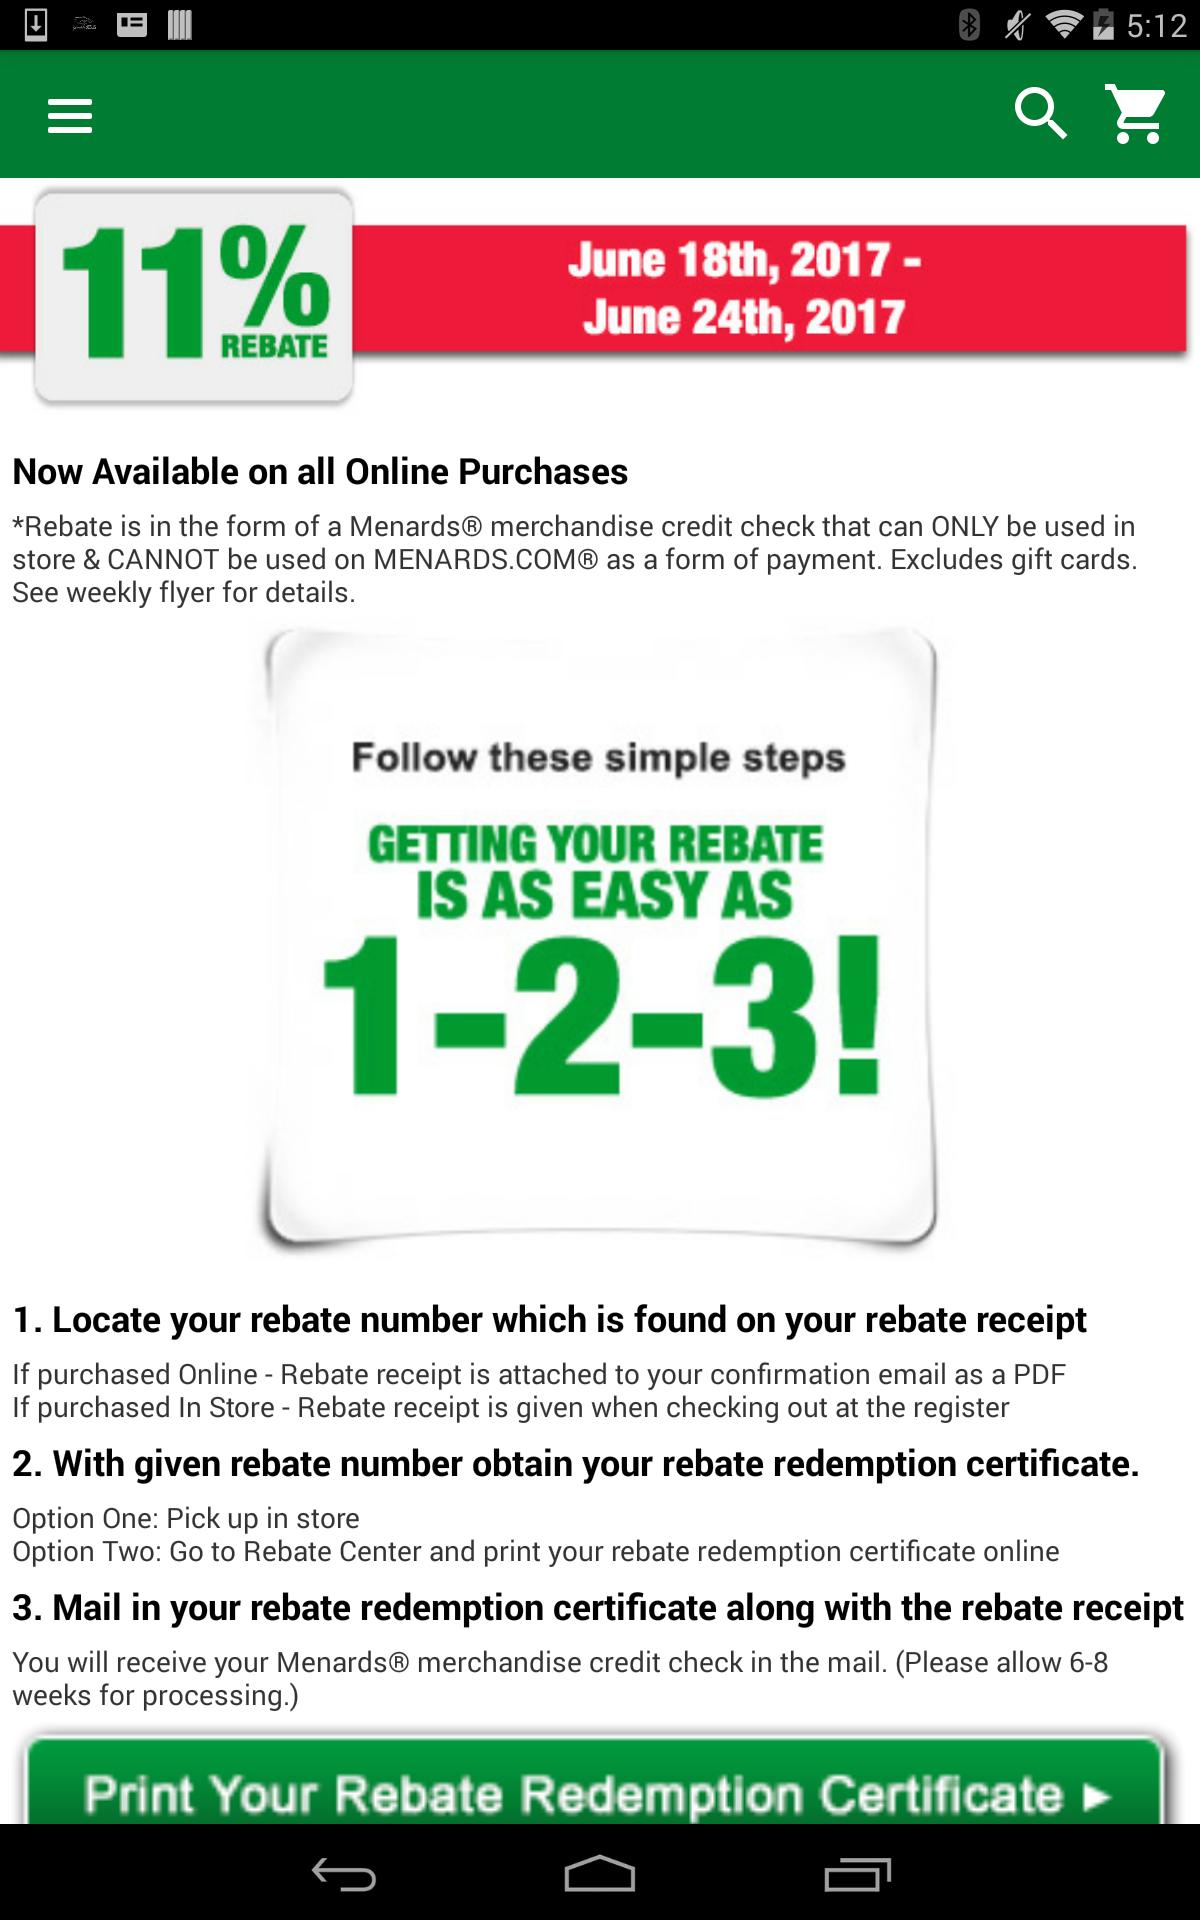 5:12
11%
REBATE
June 18th, 2017 -
June 24th, 2017
Now Available on all Online Purchases
*Rebate is in the form of a Menards® merchandise credit check that can ONLY be used in
store & CANNOT be used on MENARDS.COM® as a form of payment. Excludes gift cards.
See weekly flyer for details.
Follow these simple steps
GETTING YOUR REBATE
IS AS EASY AS
1-2-3!
1. Locate your rebate number which is found on your rebate receipt
If purchased Online - Rebate receipt is attached to your confirmation email as a PDF
If purchased In Store - Rebate receipt is given when checking out at the register
2. With given rebate number obtain your rebate redemption certificate.
Option One: Pick up in store
Option Two: Go to Rebate Center and print your rebate redemption certificate online
3. Mail in your rebate redemption certificate along with the rebate receipt
You will receive your Menards® merchandise credit check in the mail. (Please allow 6-8
weeks for processing.)
Print Your Rebate Redemption Certificate ►